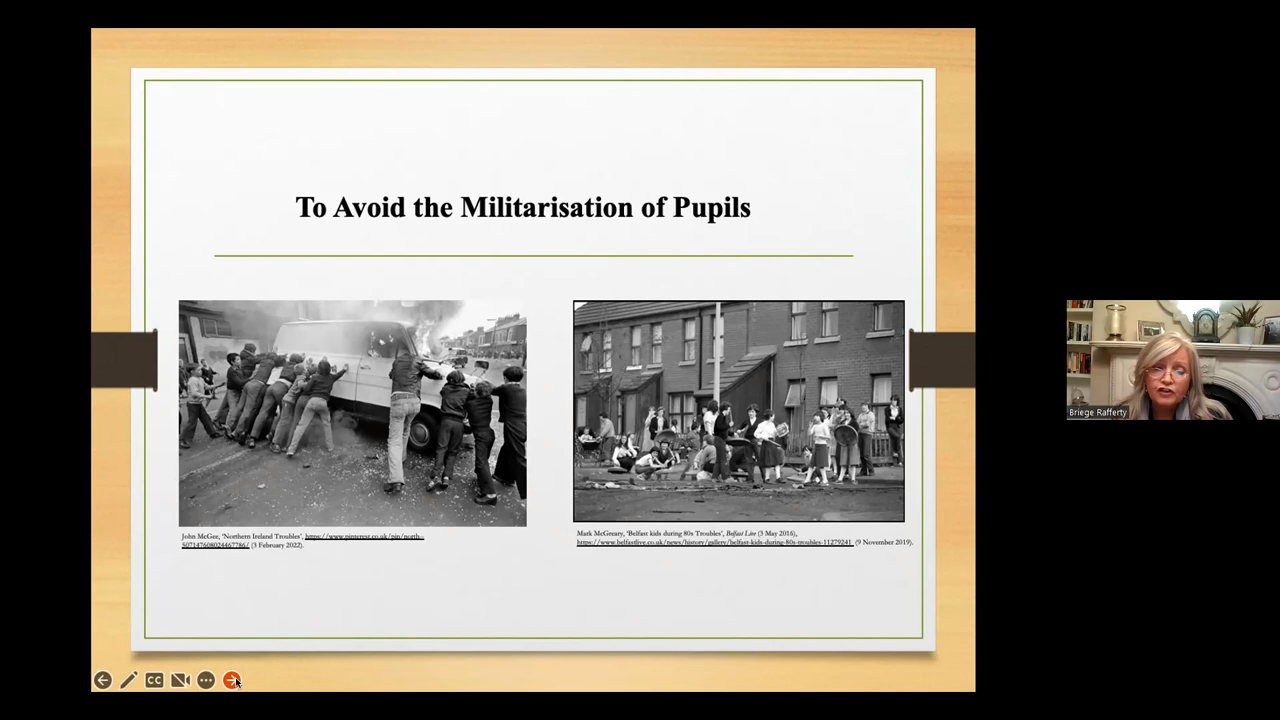 To Avoid the Militarisation of Pupils
John McGee, 'Northern Ireland Troubles', https://www.pinterest.co.uk/pin/north--
507147608024467786/ (3 February 2022).
Mark McGreary, 'Belfast kids during 80s Troubles', Belfast Live (3 May 2016),
https://www.belfastlive.co.uk/news/history/gallery/belfast-kids-during-80s-troubles-11279241 (9 November 2019).
Briege Rafferty
CC